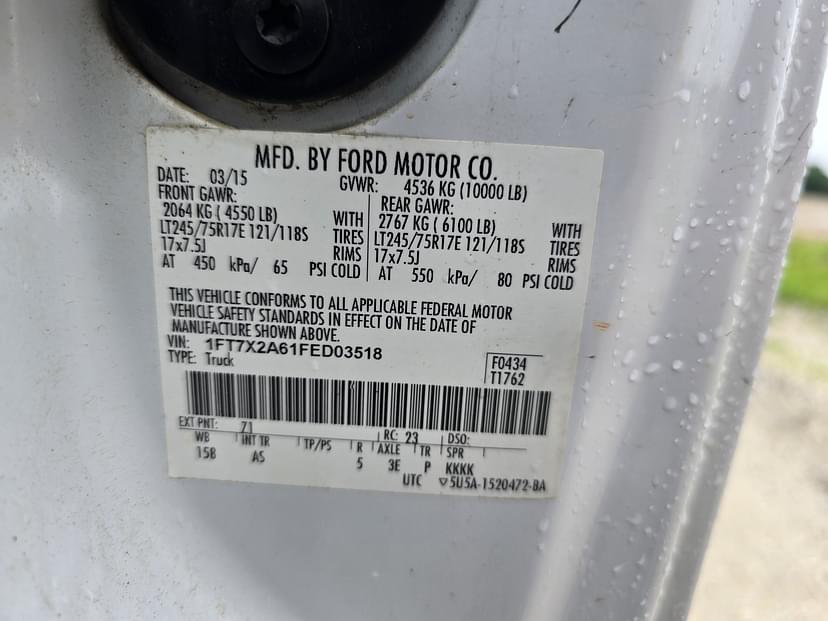 MFD. BY FORD MOTOR CO.
DATE: 03/15 GVWR: 4536 KG (10000 LB)
FRONT GAWR: REAR GAWR:
2064 KG ( 4550 LB) WITH 2767 KG ( 6100 LB) WITH
LT245/75R17E 121/118S TIRES LT245/75R17E 121/118S TIRES
17x7.5J RIMS 17x7.5J RIMS
AT 450 kPa/ 65 PSI COLD AT 550 kPa/ 80 PSI COLD
THIS VEHICLE CONFORMS TO ALL APPLICABLE FEDERAL MOTOR
VEHICLE SAFETY STANDARDS IN EFFECT ON THE DATE OF
MANUFACTURE SHOWN ABOVE.
VIN: 1FT7X2A61FED03518
TYPE: Truck F0434
T1762
EXT PNT: Z1 RC: 23 DSO:
WB INT TR TP/PS R AXLE TR SPR
158 AS 5 3E P KKKK
UTC ▽5U5A-1520472-BA